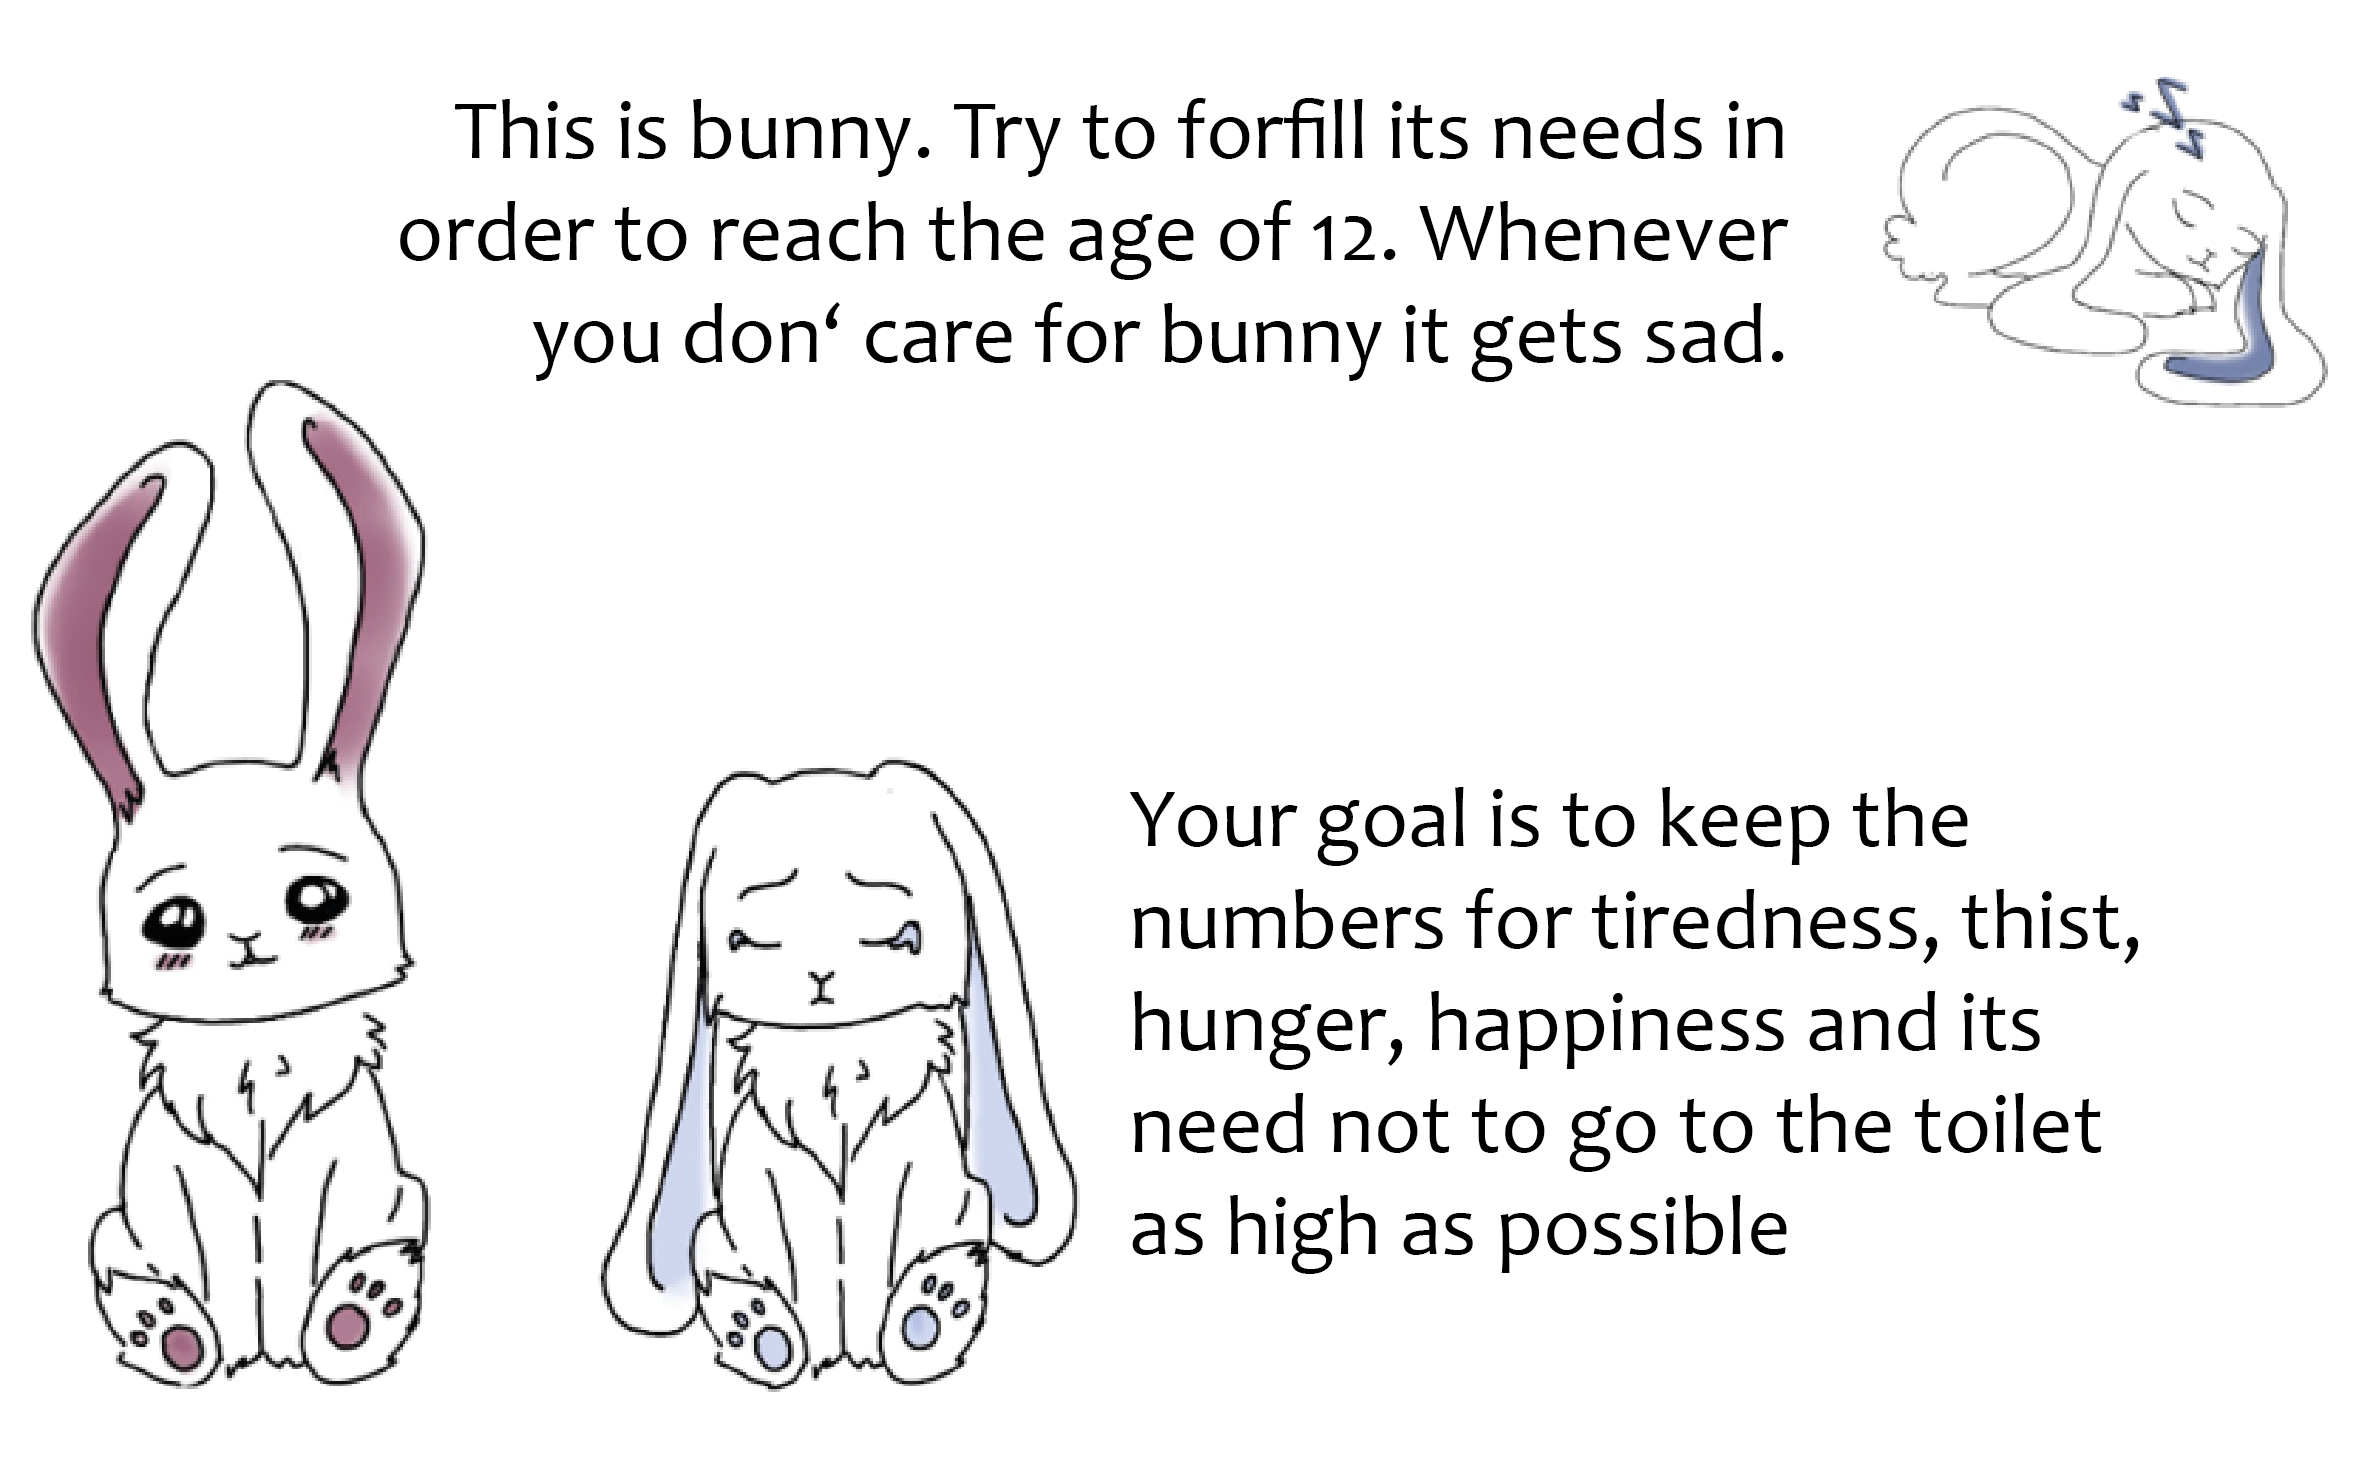 This is bunny. Try to forfill its needs in
order to reach the age of 12. Whenever
you don‘ care for bunny it gets sad.
Your goal is to keep the
numbers for tiredness, thist,
hunger, happiness and its
need not to go to the toilet
as high as possible